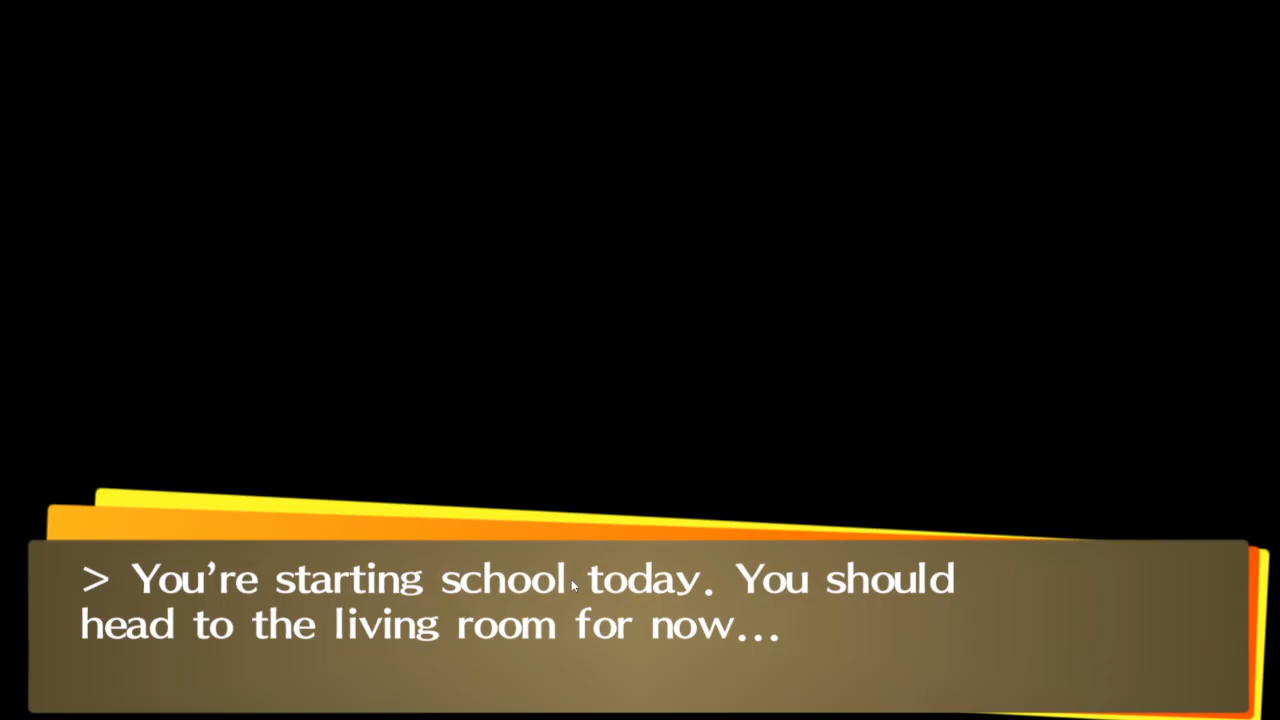 > You’re starting school today. You should
head to the living room for now...